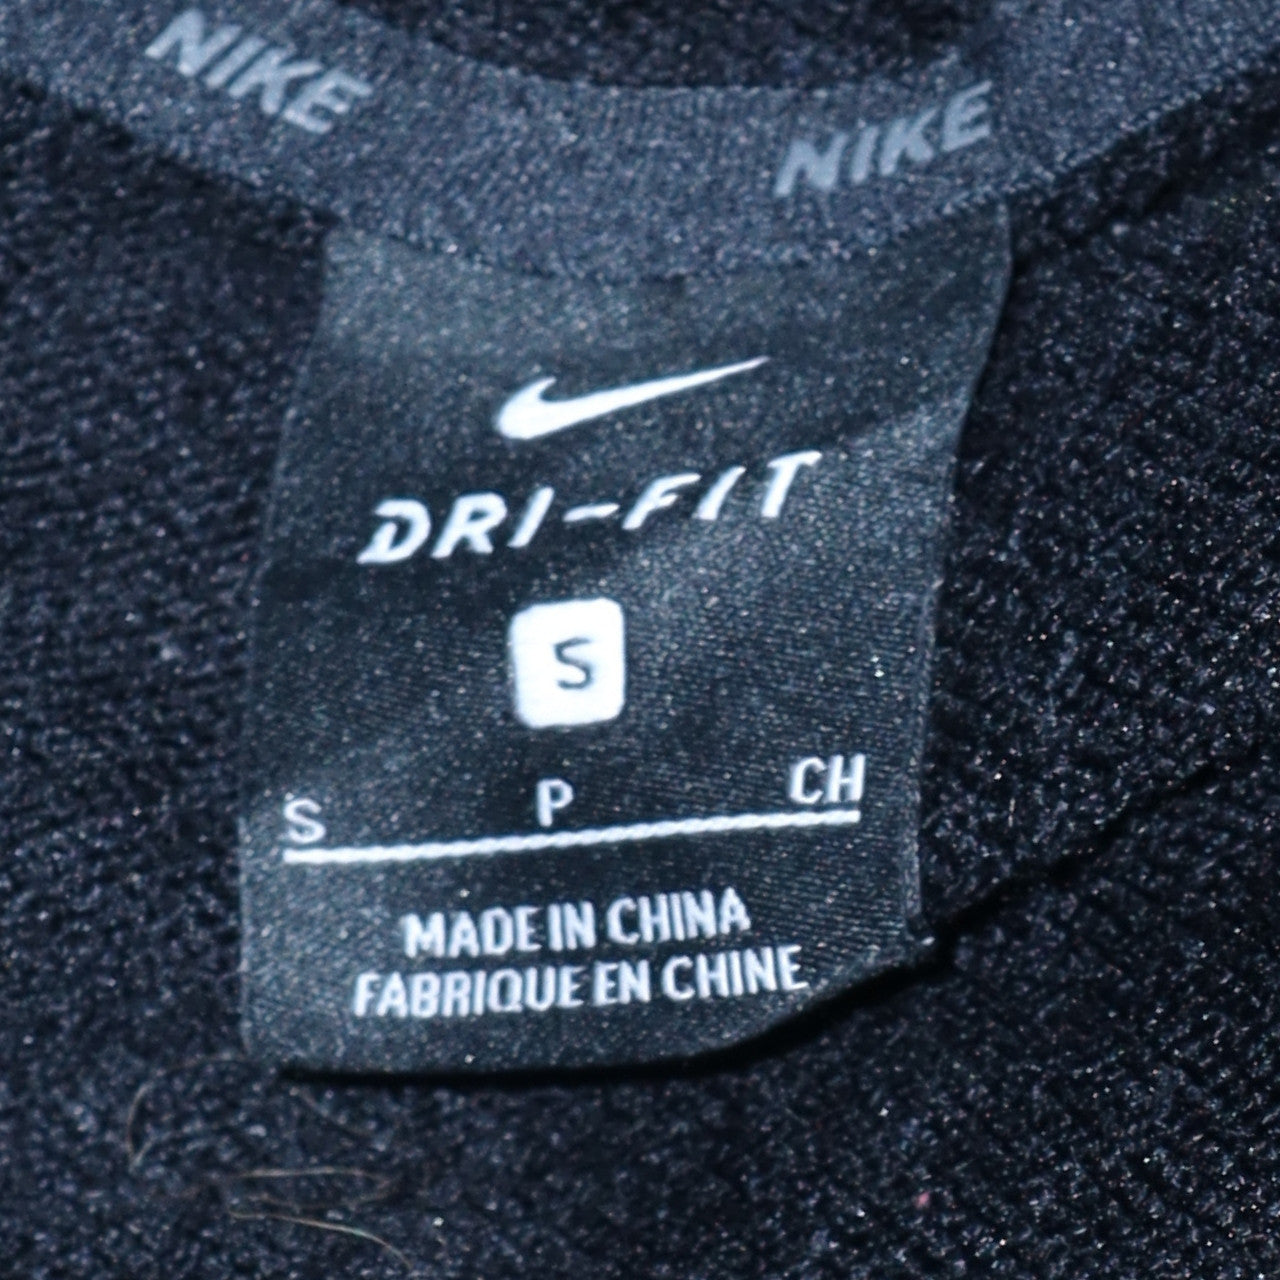 NIKE NIKE
DRI-FIT
S
S P CH
MADE IN CHINA
FABRIQUE EN CHINE